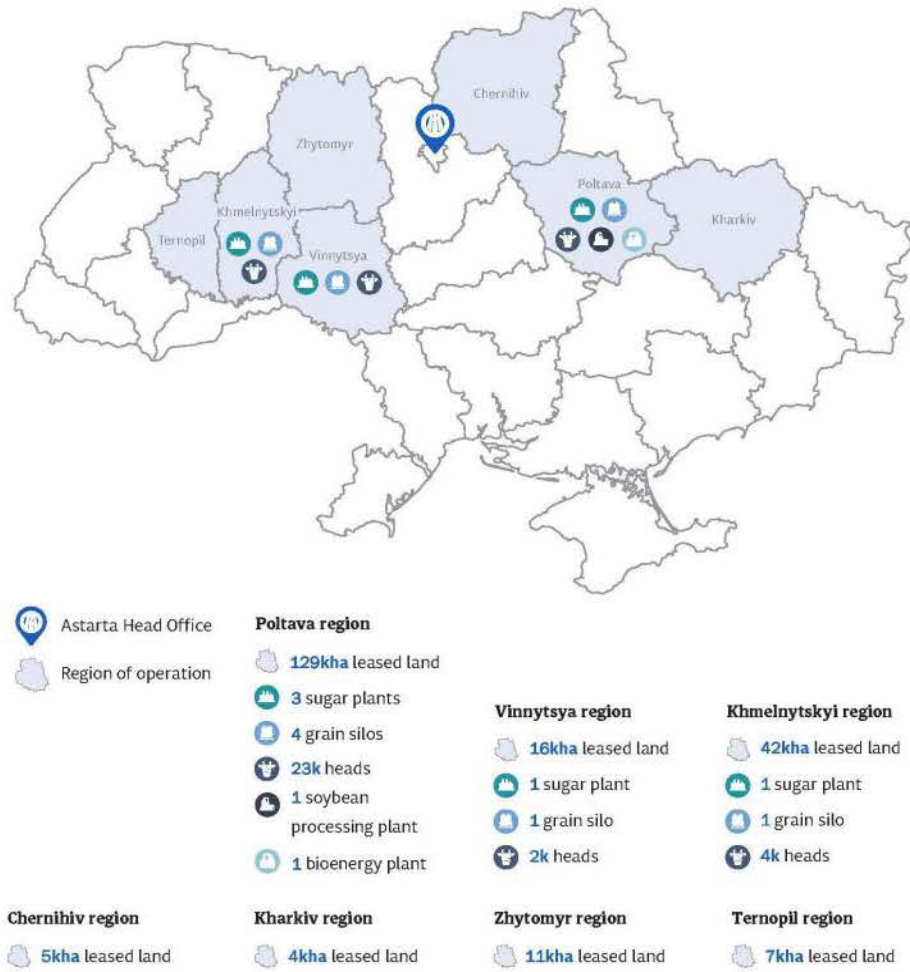 Chernihiv
Zhytomyr
Poltava
Khmelnytskyi
Kharkiv
Ternopil
Vinnytsya
Astarta Head Office
Region of operation
Poltava region
129kha leased land
3 sugar plants
4 grain silos
23k heads
1 soybean
processing plant
1 bioenergy plant
Vinnytsya region
16kha leased land
1 sugar plant
1 grain silo
2k heads
Khmelnytskyi region
42kha leased land
1 sugar plant
1 grain silo
4k heads
Chernihiv region
5kha leased land
Kharkiv region
4kha leased land
Zhytomyr region
11kha leased land
Ternopil region
7kha leased land